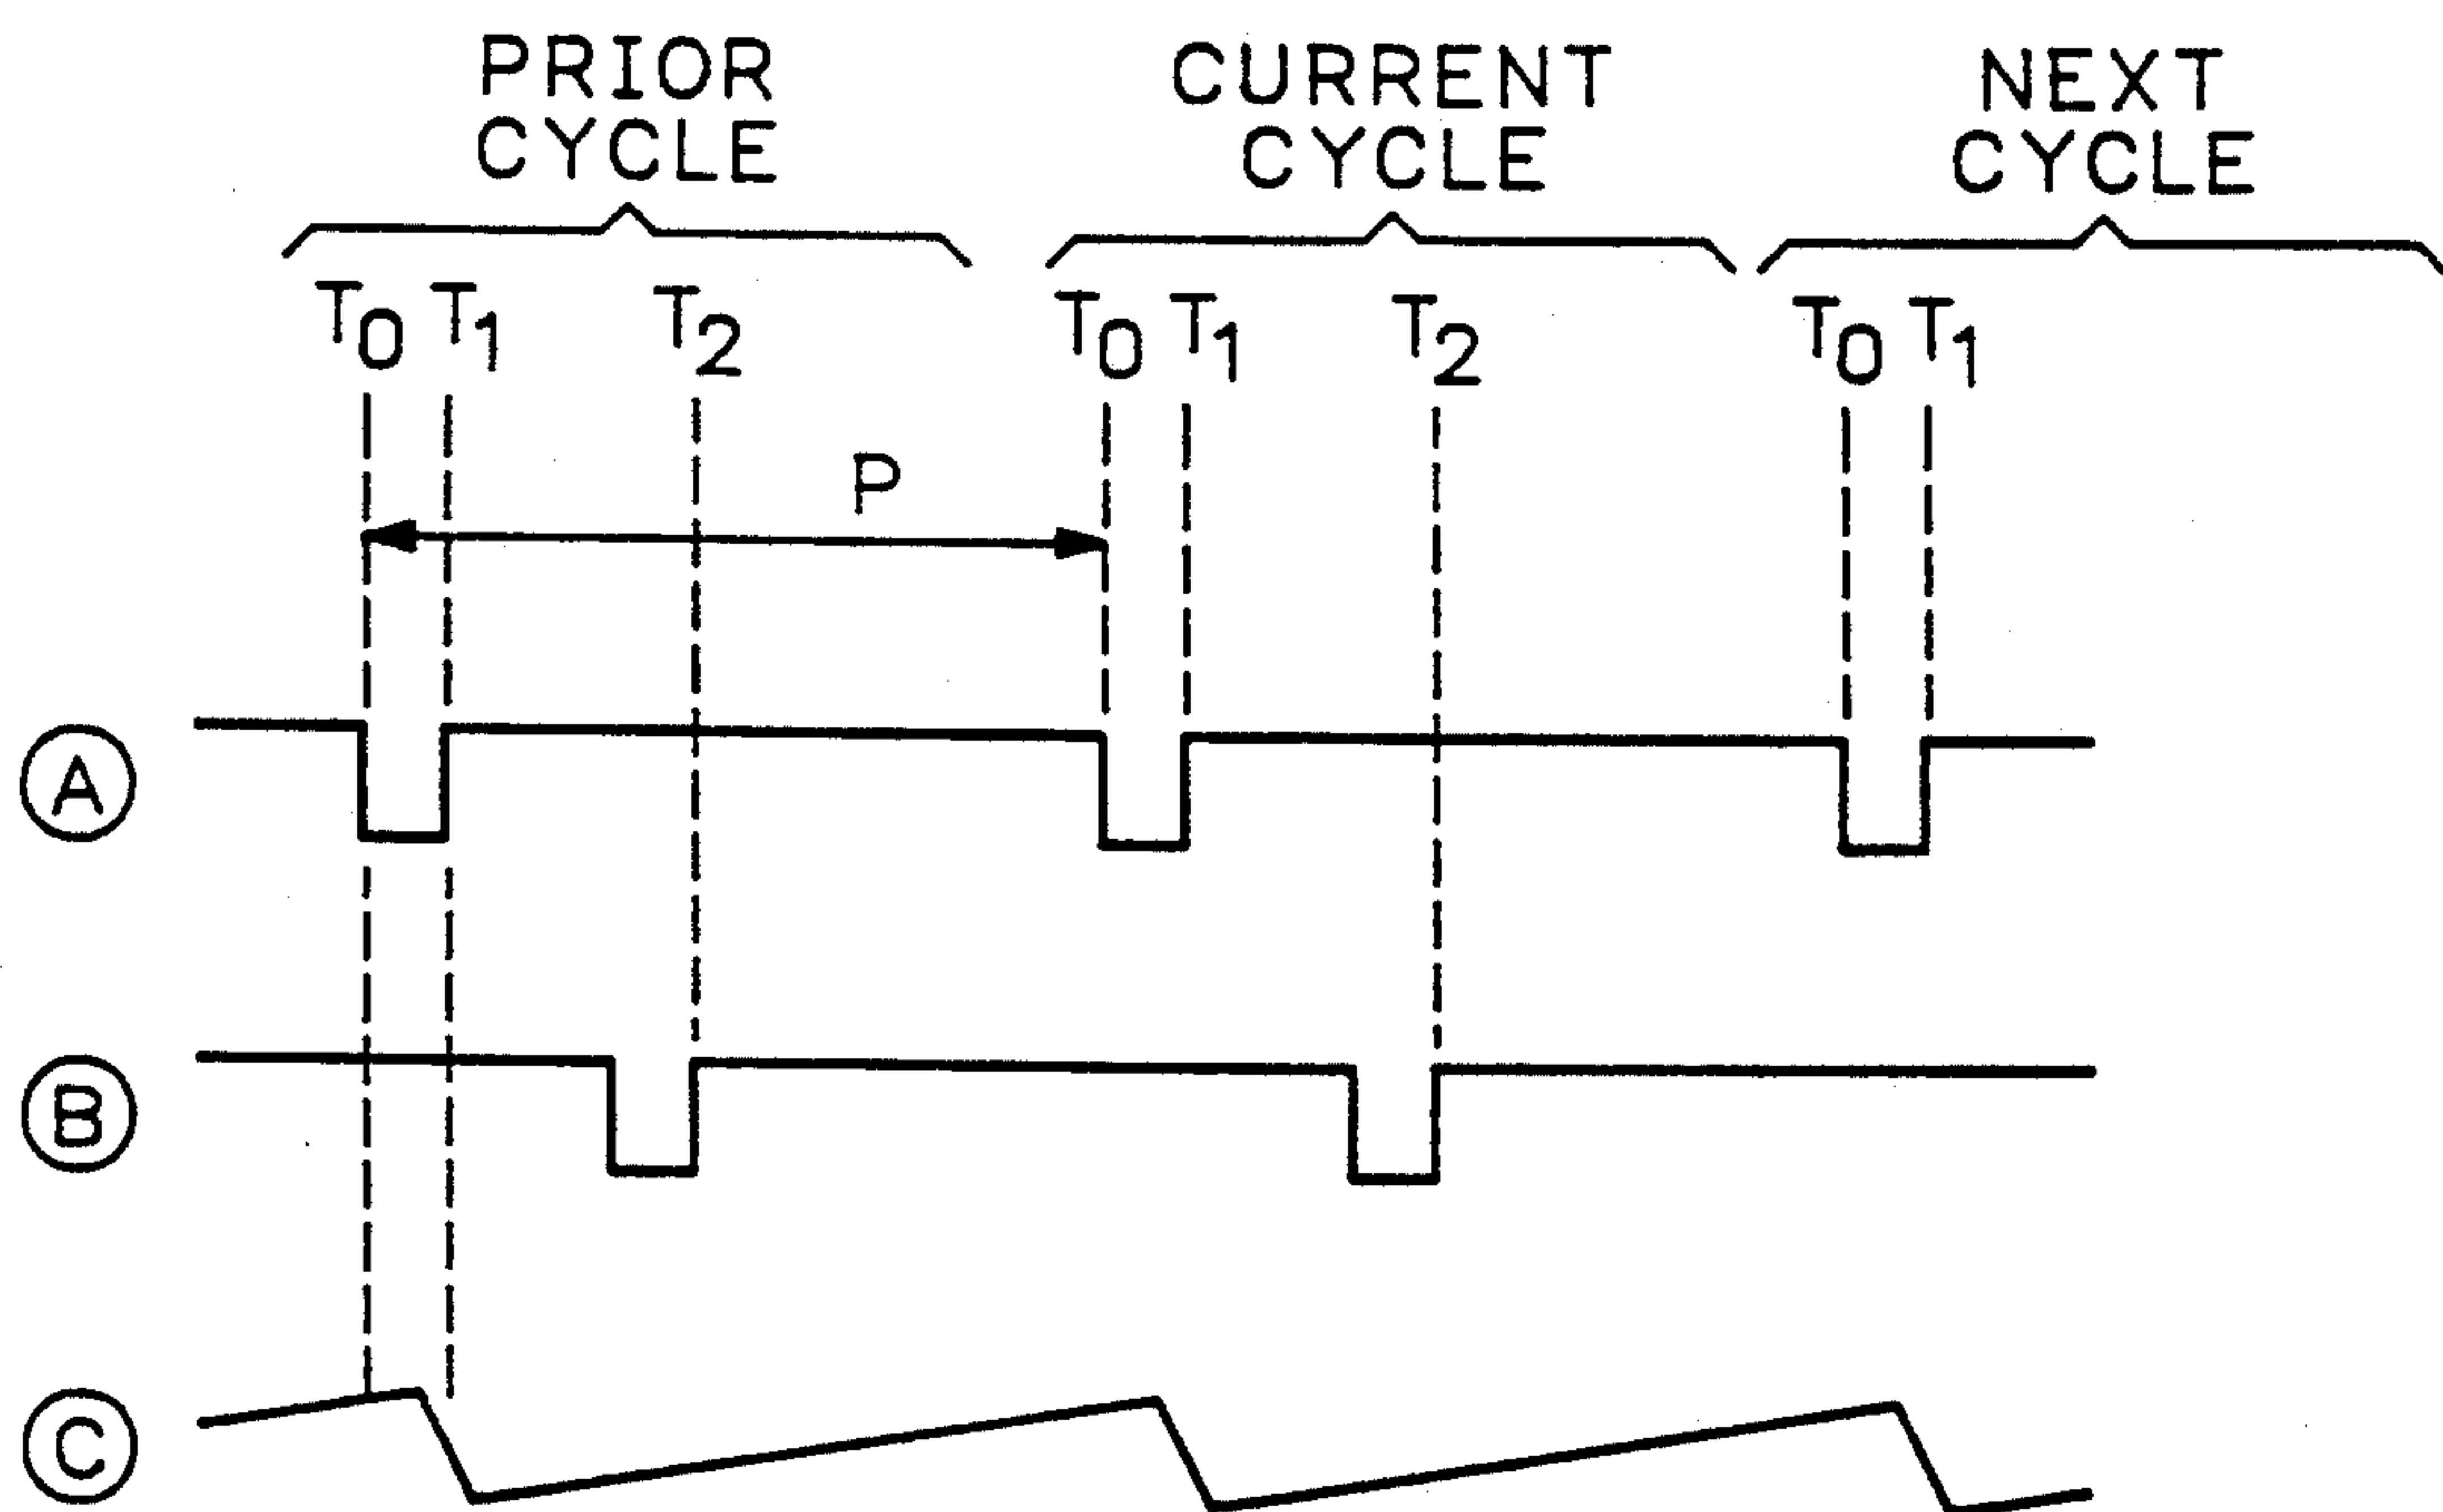 PRIOR
CYCLE
CURRENT
CYCLE
NEXT
CYCLE
T0 T1 T2 T0 T1 T2 T0 T1
P
A
B
C